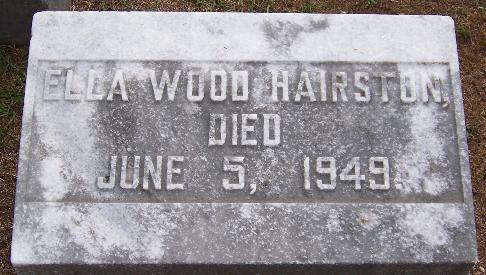 ELLA WOOD HAIRSTON,
DIED
JUNE 5, 1949.